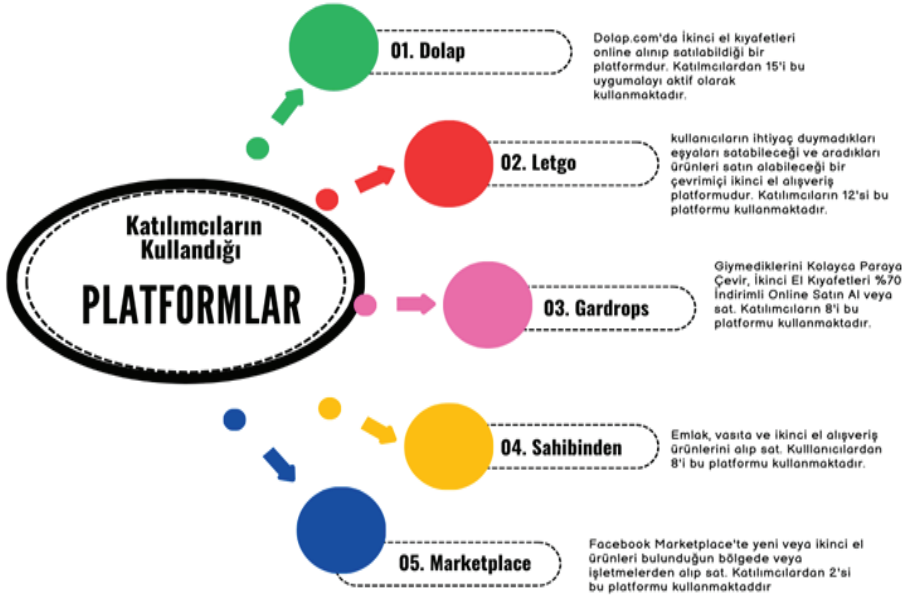 Katılımcıların
Kullandığı
PLATFORMLAR
01. Dolap
Dolap.com'da İkinci el kıyafetleri
online alınıp satılabildiği bir
platformdur. Katılmcılardan 15'i bu
uygumalayı aktif olarak
kullanmaktadır.
02. Letgo
kullanıcıların ihtiyaç duymadıkları
eşyaları satabileceği ve aradıkları
ürünleri satın alabileceği bir
çevrimiçi ikinci el alışveriş
platformudur. Katılımcıların 12'si bu
platformu kullanmaktadır.
03. Gardrops
Giymediklerini Kolayca Paraya
Çevir, İkinci El Kıyafetleri %70
İndirimli Online Satın Al veya
sat. Katılımcıların 8'i bu
platformu kullanmaktadır.
04. Sahibinden
Emlak, vasıta ve ikinci el alışveriş
ürünlerini alıp sat. Kulllanıcılardan
8'i bu platformu kullanmaktadır.
05. Marketplace
Facebook Marketplace'te yeni veya ikinci el
ürünleri bulunduğun bölgede veya
işletmelerden alıp sat. Katılımcılardan 2'si
bu platformu kullanmaktaddır